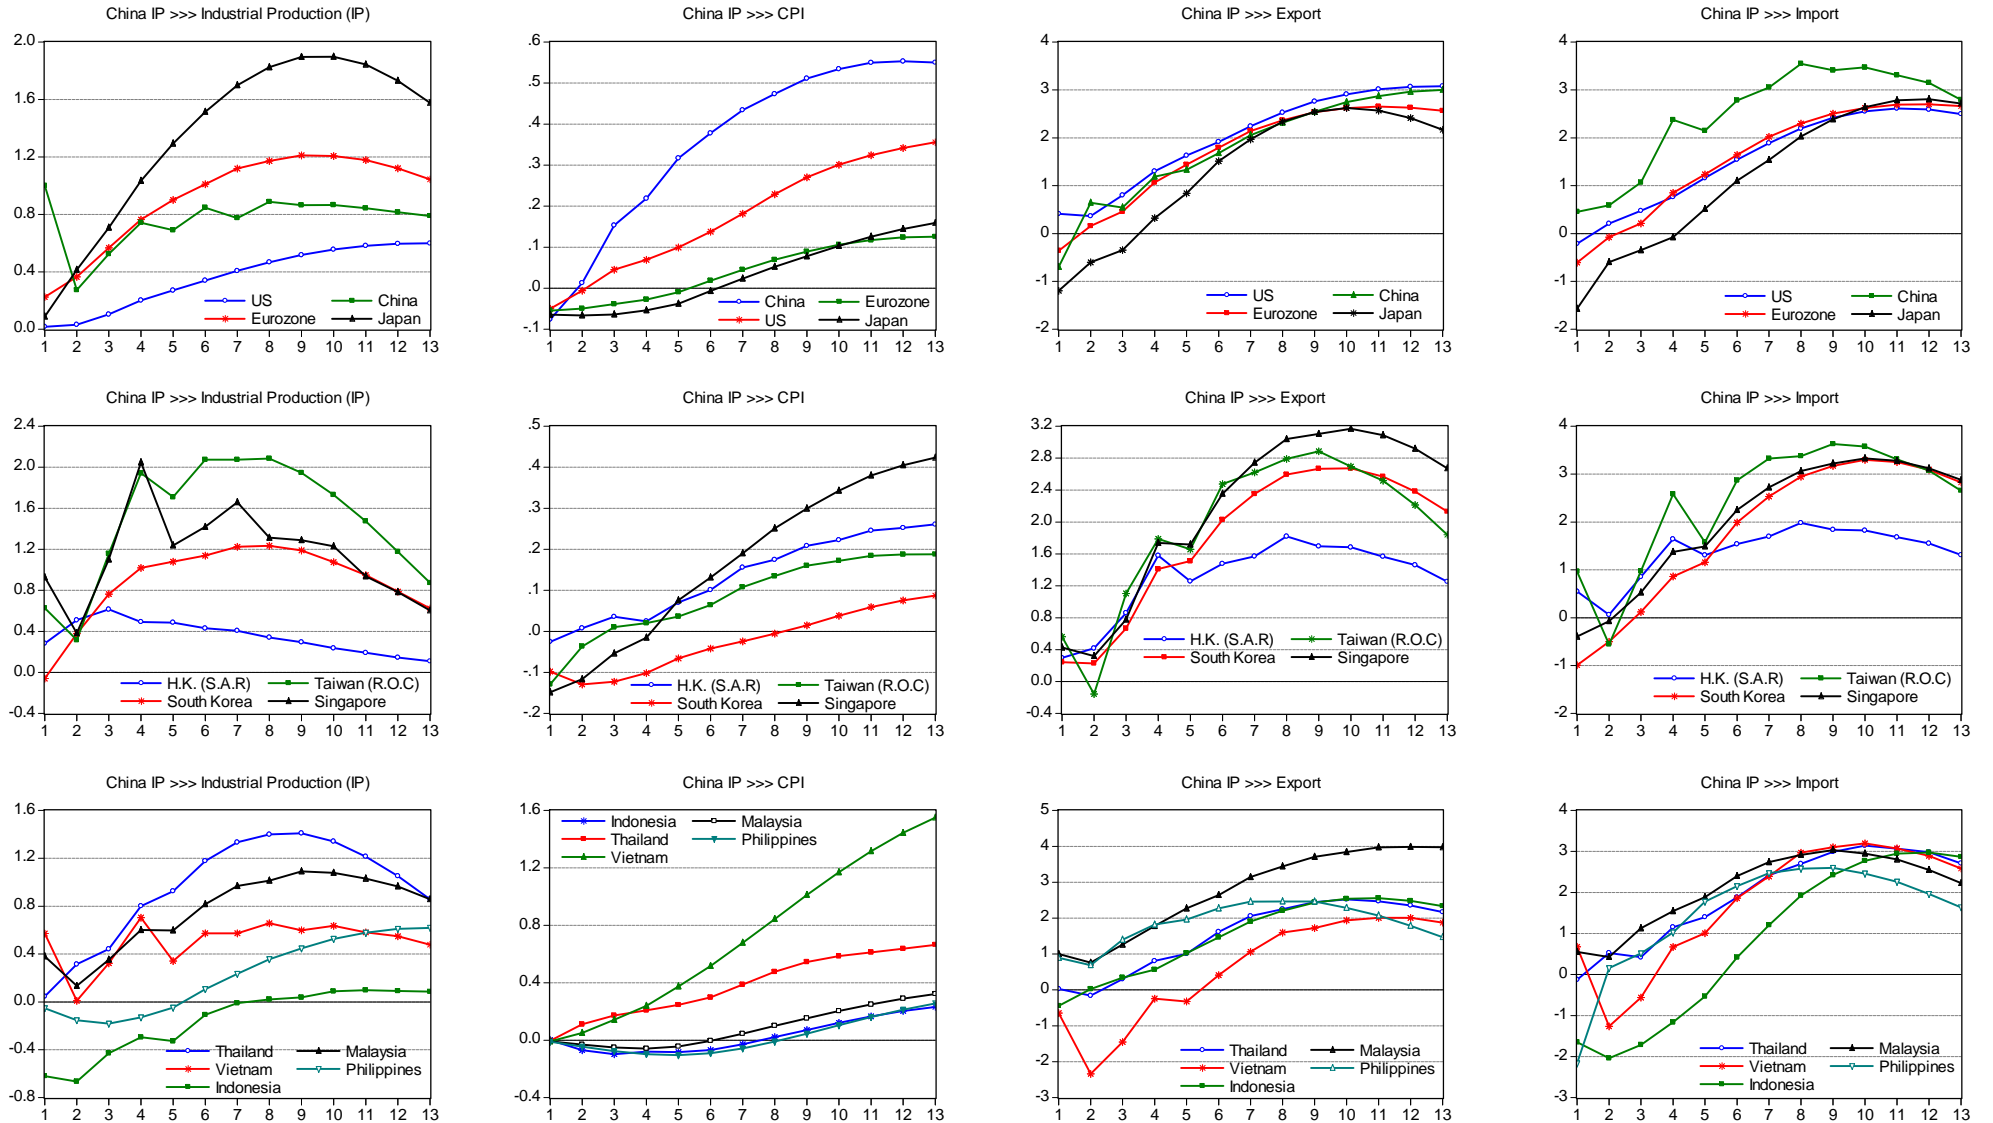 China IP >>> Industrial Production (IP)
2.0
1.6
1.2
0.8
0.4
0.0
US China
Eurozone Japan
1 2 3 4 5 6 7 8 9 10 11 12 13
China IP >>> CPI
.6
.5
.4
.3
.2
.1
.0
-.1
China Eurozone
US Japan
1 2 3 4 5 6 7 8 9 10 11 12 13
China IP >>> Export
4
3
2
1
0
-1
-2
US China
Eurozone Japan
1 2 3 4 5 6 7 8 9 10 11 12 13
China IP >>> Import
4
3
2
1
0
-1
-2
US China
Eurozone Japan
1 2 3 4 5 6 7 8 9 10 11 12 13
China IP >>> Industrial Production (IP)
2.4
2.0
1.6
1.2
0.8
0.4
0.0
-0.4
H.K. (S.A.R) Taiwan (R.O.C)
South Korea Singapore
1 2 3 4 5 6 7 8 9 10 11 12 13
China IP >>> CPI
.5
.4
.3
.2
.1
.0
-.1
-.2
H.K. (S.A.R) Taiwan (R.O.C)
South Korea Singapore
1 2 3 4 5 6 7 8 9 10 11 12 13
China IP >>> Export
3.2
2.8
2.4
2.0
1.6
1.2
0.8
0.4
0.0
-0.4
H.K. (S.A.R) Taiwan (R.O.C)
South Korea Singapore
1 2 3 4 5 6 7 8 9 10 11 12 13
China IP >>> Import
4
3
2
1
0
-1
-2
H.K. (S.A.R) Taiwan (R.O.C)
South Korea Singapore
1 2 3 4 5 6 7 8 9 10 11 12 13
China IP >>> Industrial Production (IP)
1.6
1.2
0.8
0.4
0.0
-0.4
-0.8
Thailand Malaysia
Vietnam Philippines
Indonesia
1 2 3 4 5 6 7 8 9 10 11 12 13
China IP >>> CPI
1.6
1.2
0.8
0.4
0.0
-0.4
Indonesia Malaysia
Thailand Philippines
Vietnam
1 2 3 4 5 6 7 8 9 10 11 12 13
China IP >>> Export
5
4
3
2
1
0
-1
-2
-3
Thailand Malaysia
Vietnam Philippines
Indonesia
1 2 3 4 5 6 7 8 9 10 11 12 13
China IP >>> Import
4
3
2
1
0
-1
-2
-3
Thailand Malaysia
Vietnam Philippines
Indonesia
1 2 3 4 5 6 7 8 9 10 11 12 13